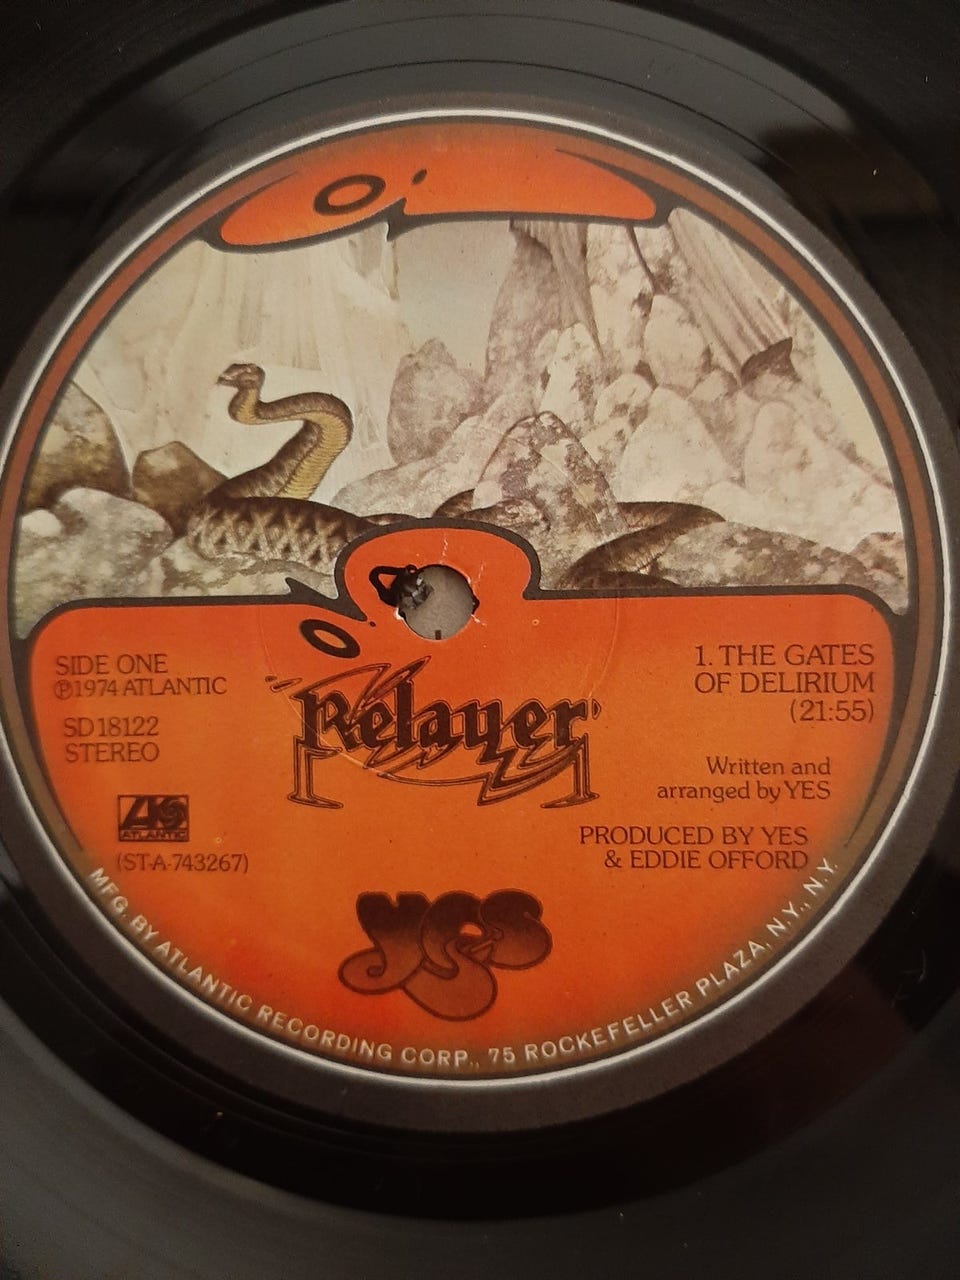 SIDE ONE
Ⓟ1974 ATLANTIC
SD 18122
STEREO
ATLANTIC
(ST-A-743267)
Relayer
1. THE GATES
OF DELIRIUM
(21:55)
Written and
arranged by YES
PRODUCED BY YES
& EDDIE OFFORD
yes
MFG. BY ATLANTIC RECORDING CORP., 75 ROCKEFELLER PLAZA, N.Y., N.Y.